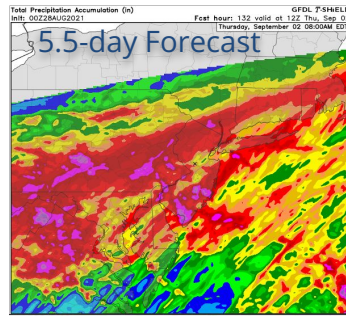 Total Precipitation Accumulation (in)
GFDL T-SHiEL
Init: 00Z28AUG2021
Fcst hour: 132 valid at 12Z Thu, Sep 0
Thursday, September 02 08:00AM EDT
5.5-day Forecast